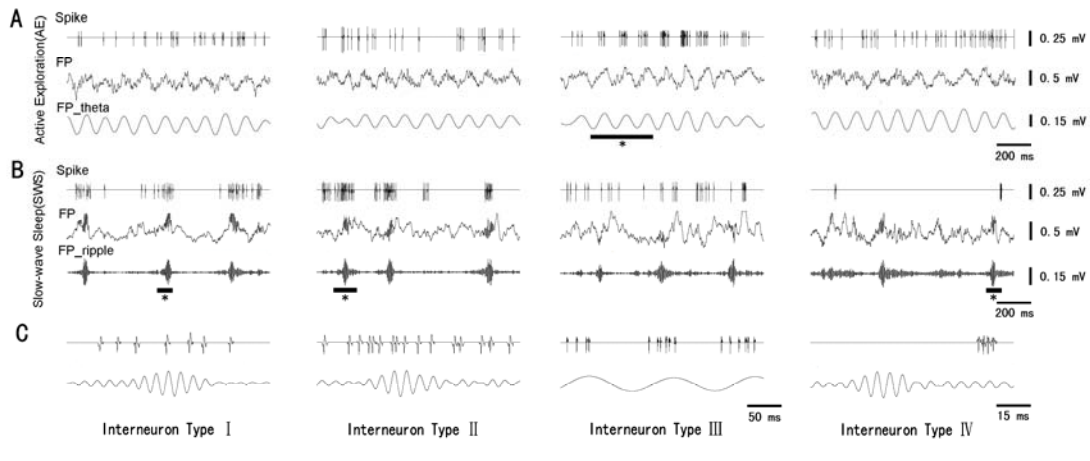 A
Active Exploration(AE)
Spike
0.25 mV
FP
0.5 mV
FP_theta
0.15 mV
*
200 ms
B
Slow-wave Sleep(SWS)
Spike
0.25 mV
FP
0.5 mV
FP_ripple
0.15 mV
* * *
200 ms
C
50 ms
15 ms
Interneuron Type Ⅰ
Interneuron Type Ⅱ
Interneuron Type Ⅲ
Interneuron Type Ⅳ